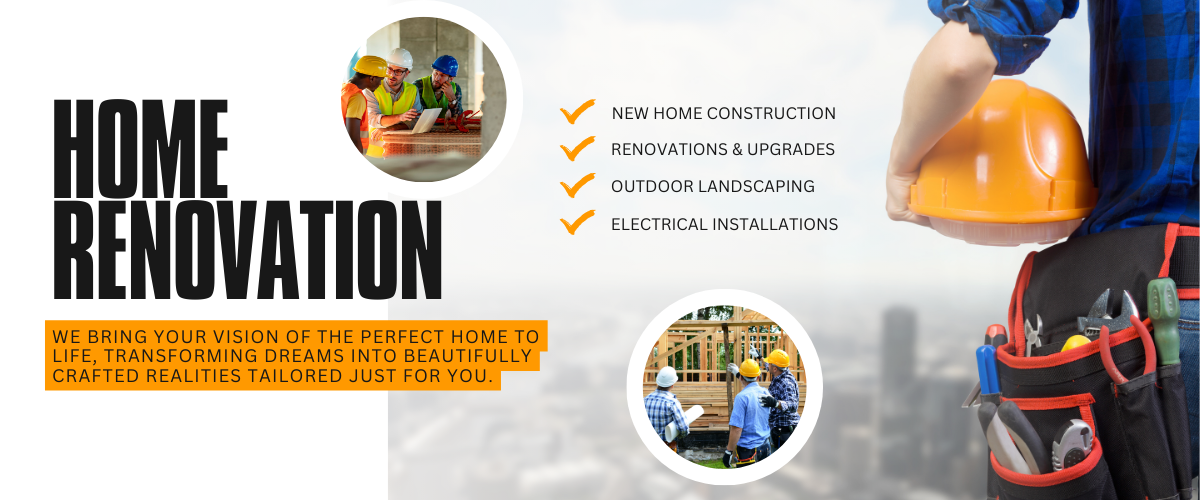 HOME
RENOVATION
WE BRING YOUR VISION OF THE PERFECT HOME TO
LIFE, TRANSFORMING DREAMS INTO BEAUTIFULLY
CRAFTED REALITIES TAILORED JUST FOR YOU.
NEW HOME CONSTRUCTION
RENOVATIONS & UPGRADES
OUTDOOR LANDSCAPING
ELECTRICAL INSTALLATIONS